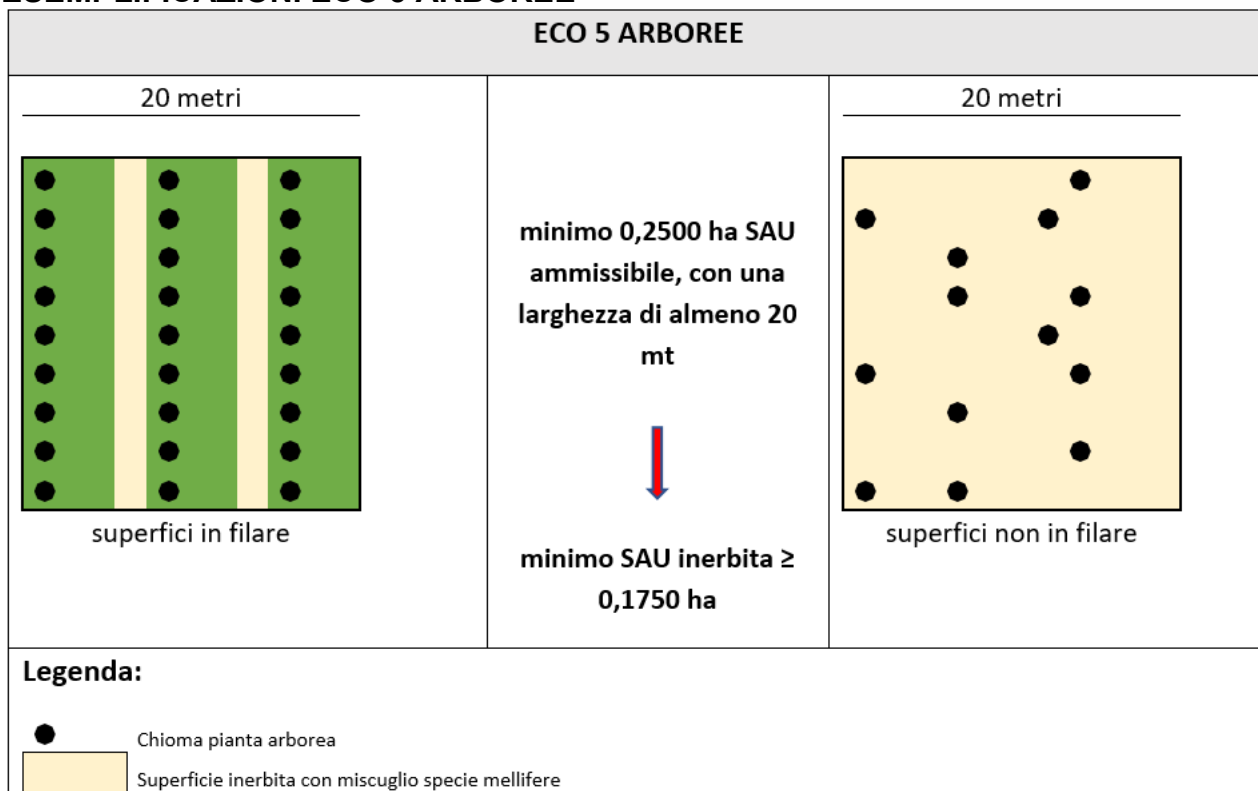 ECO 5 ARBOREE
20 metri
20 metri
minimo 0,2500 ha SAU
ammissibile, con una
larghezza di almeno 20
mt
minimo SAU inerbita ≥
0,1750 ha
superfici in filare
superfici non in filare
Legenda:
Chioma pianta arborea
Superficie inerbita con miscuglio specie mellifere